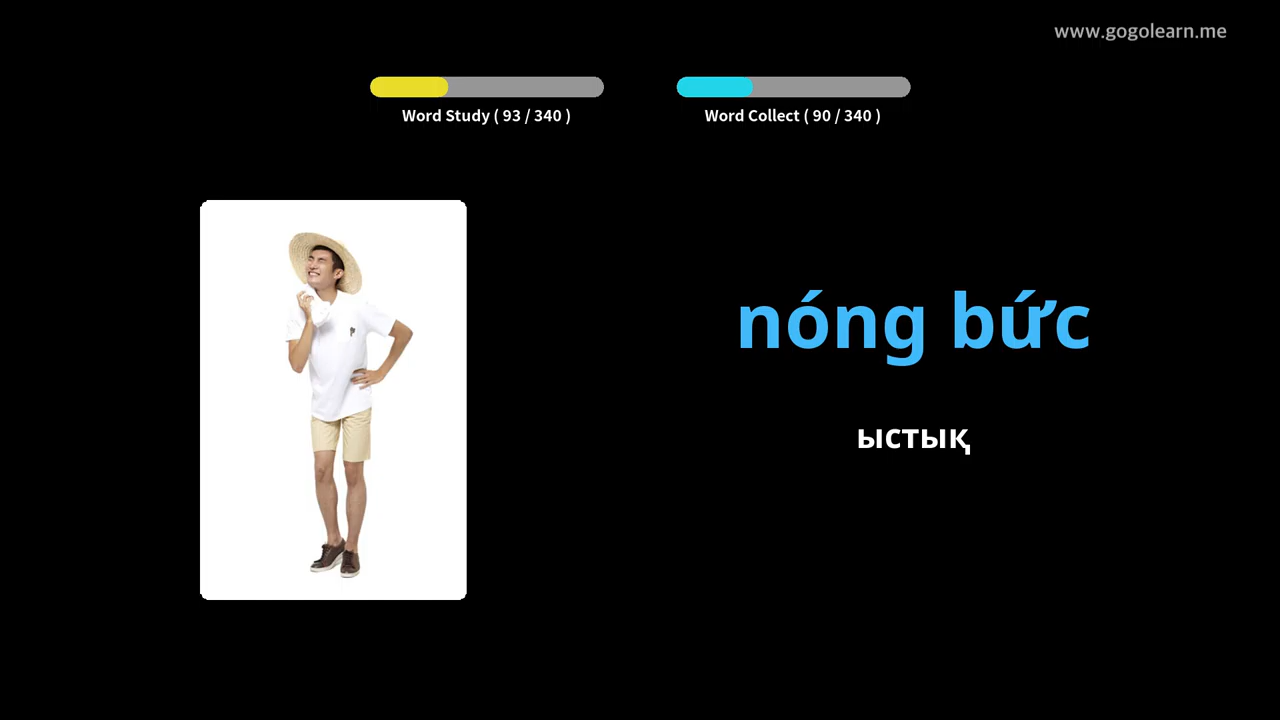 www.gogolearn.me
Word Study ( 93 / 340 )
Word Collect ( 90 / 340 )
nóng bức
ыстық